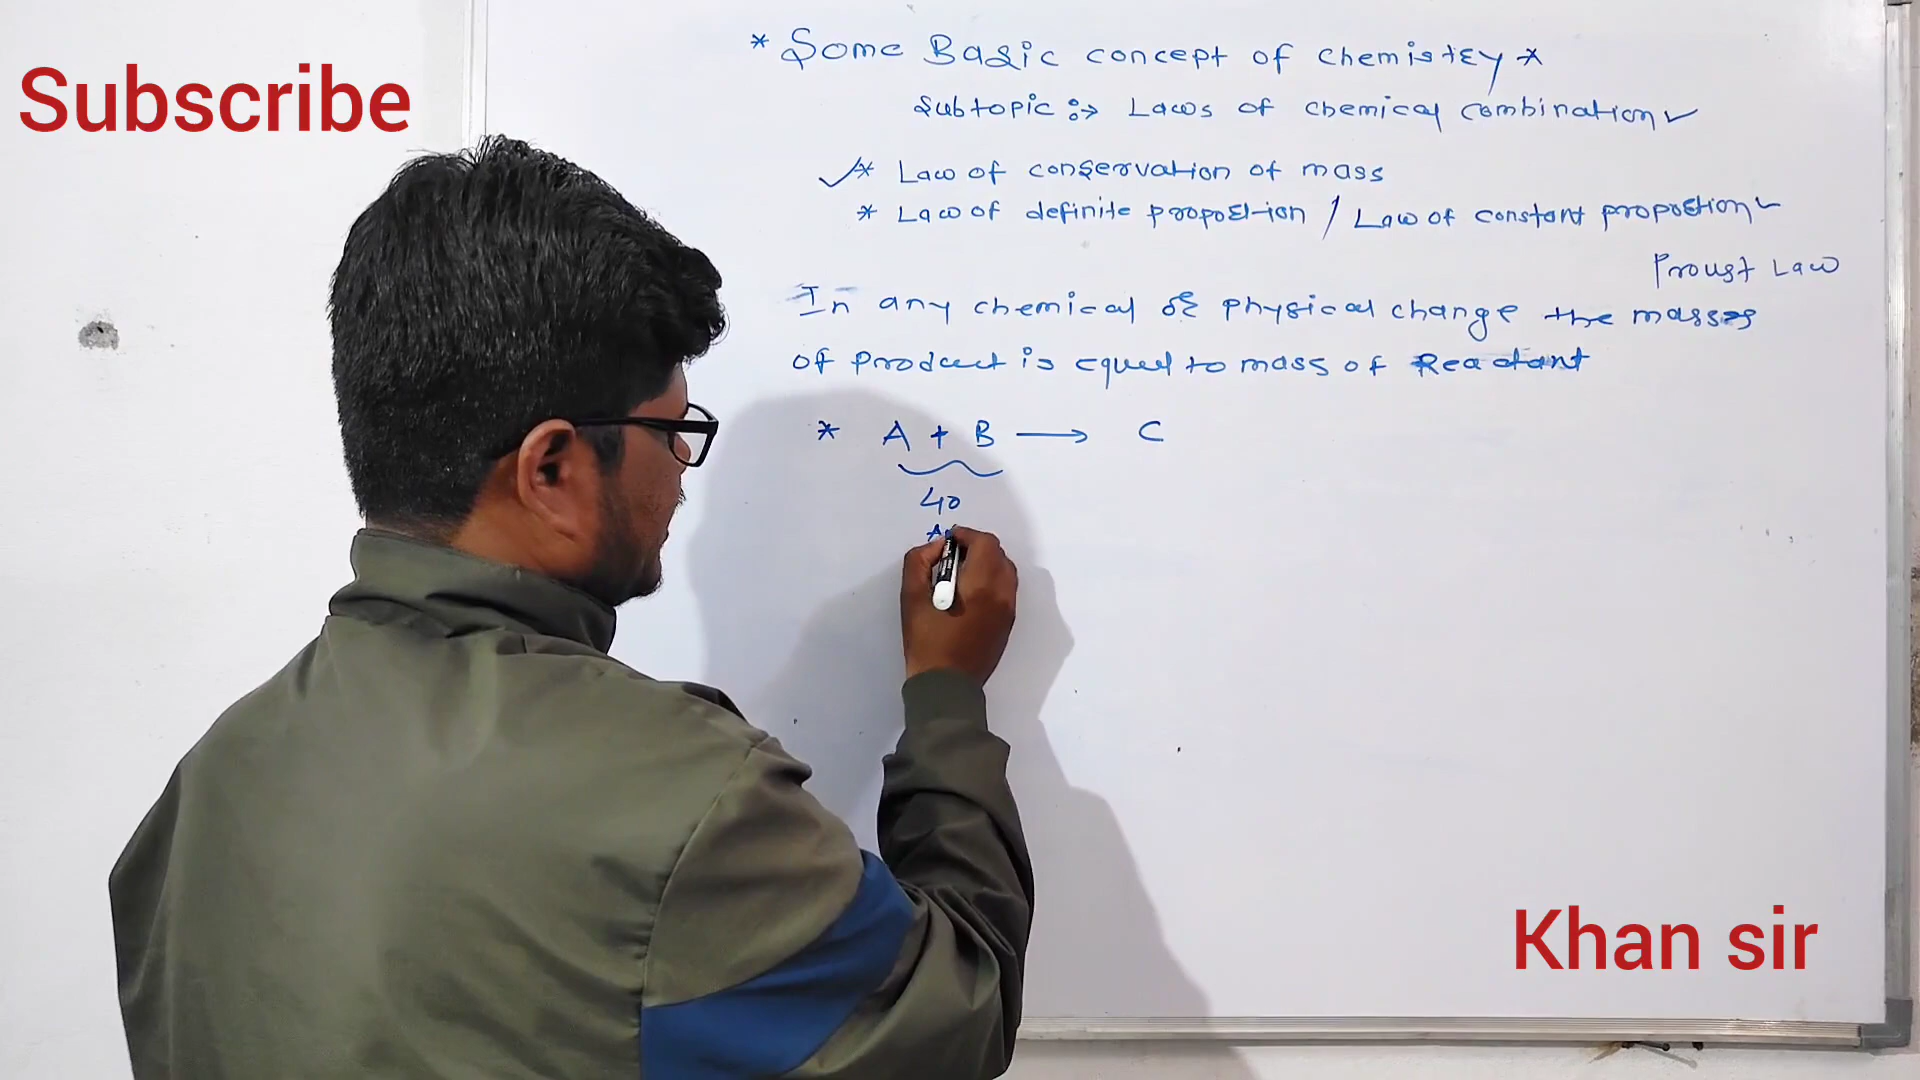 Subscribe
* Some Basic concept of chemistry *
Subtopic :→ Laws of chemical combination ✓
✓* Law of conservation of mass
* Law of definite proportion / Law of constant proportion ✓
Proust Law
In any chemical or physical change the masses
of product is equal to mass of Reactant
* A + B ⟶ C
40
Khan sir